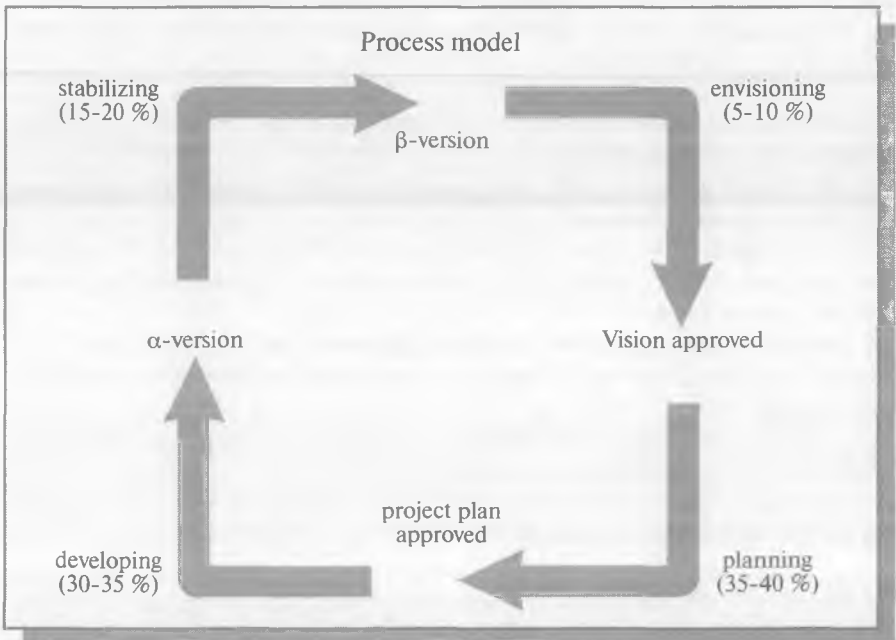 Process model
stabilizing
(15-20 %)
envisioning
(5-10 %)
β-version
α-version
Vision approved
project plan
approved
developing
(30-35 %)
planning
(35-40 %)